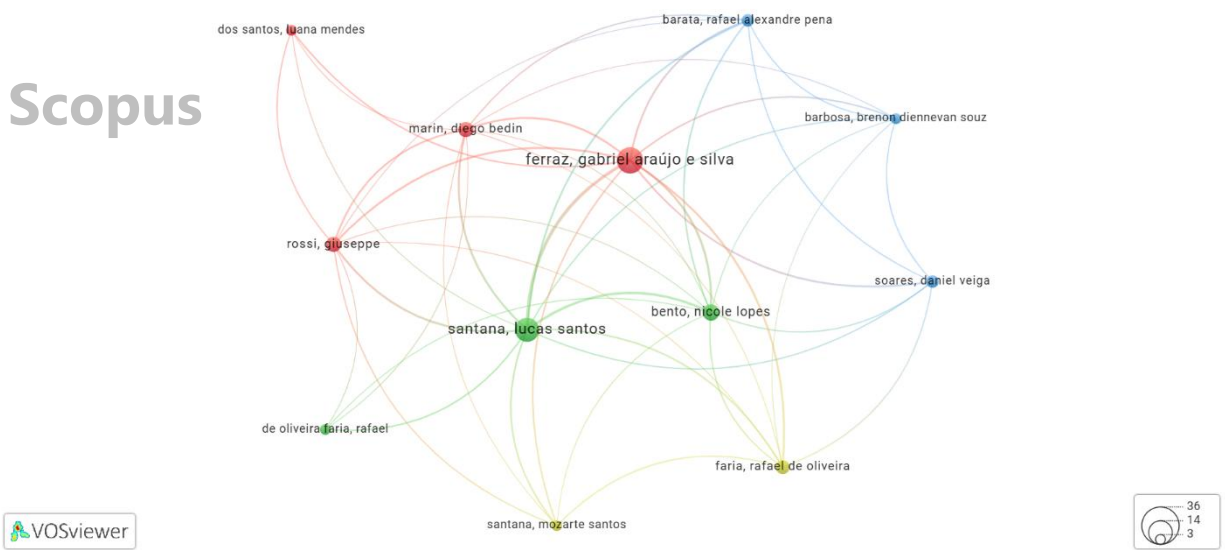 dos santos, luana mendes
barata, rafael alexandre pena
Scopus
marin, diego bedin
barbosa, brenon diennevan souz
ferraz, gabriel araújo e silva
rossi, giuseppe
soares, daniel veiga
bento, nicole lopes
santana, lucas santos
de oliveira faria, rafael
faria, rafael de oliveira
santana, mozarte santos
VOSviewer
36
14
3